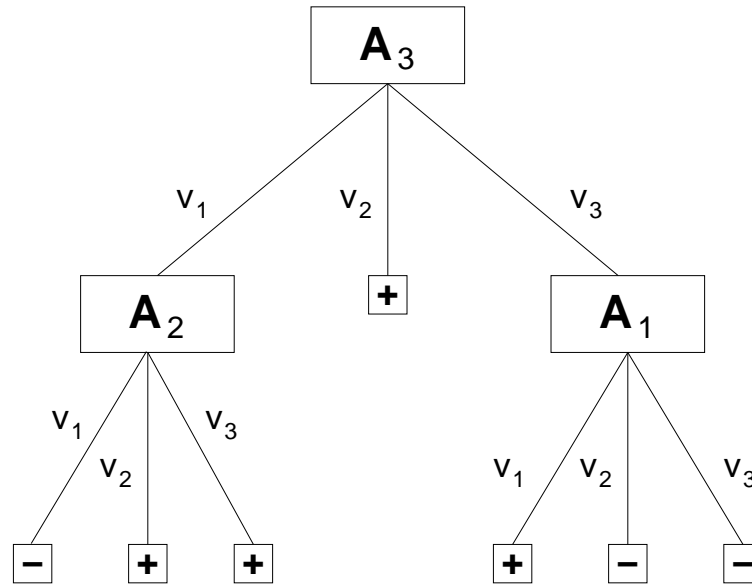 A₃
v₁ v₂ v₃
A₂ + A₁
v₁ v₂ v₃ v₁ v₂ v₃
− + + + − −